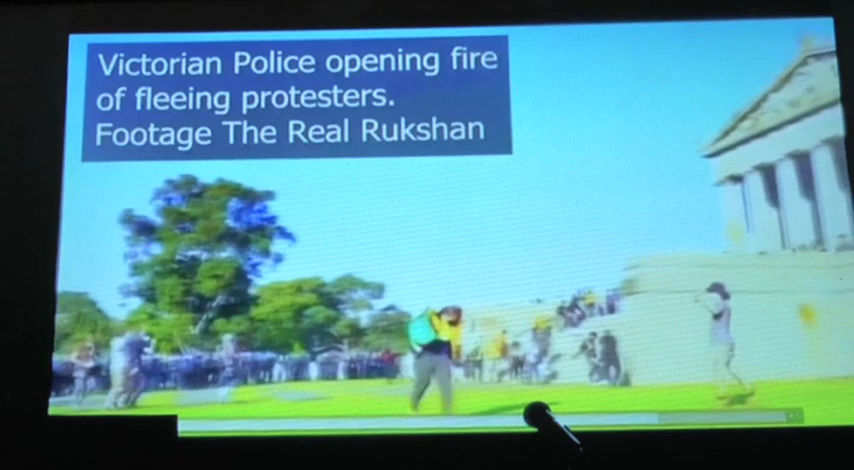 Victorian Police opening fire
of fleeing protesters.
Footage The Real Rukshan